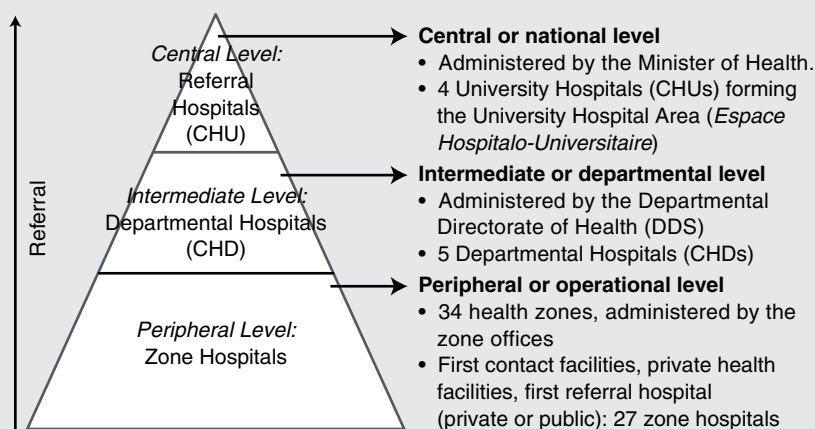 Referral
Central Level:
Referral
Hospitals
(CHU)
Intermediate Level:
Departmental Hospitals
(CHD)
Peripheral Level:
Zone Hospitals
Central or national level
• Administered by the Minister of Health.
• 4 University Hospitals (CHUs) forming
the University Hospital Area (Espace
Hospitalo-Universitaire)
Intermediate or departmental level
• Administered by the Departmental
Directorate of Health (DDS)
• 5 Departmental Hospitals (CHDs)
Peripheral or operational level
• 34 health zones, administered by the
zone offices
• First contact facilities, private health
facilities, first referral hospital
(private or public): 27 zone hospitals